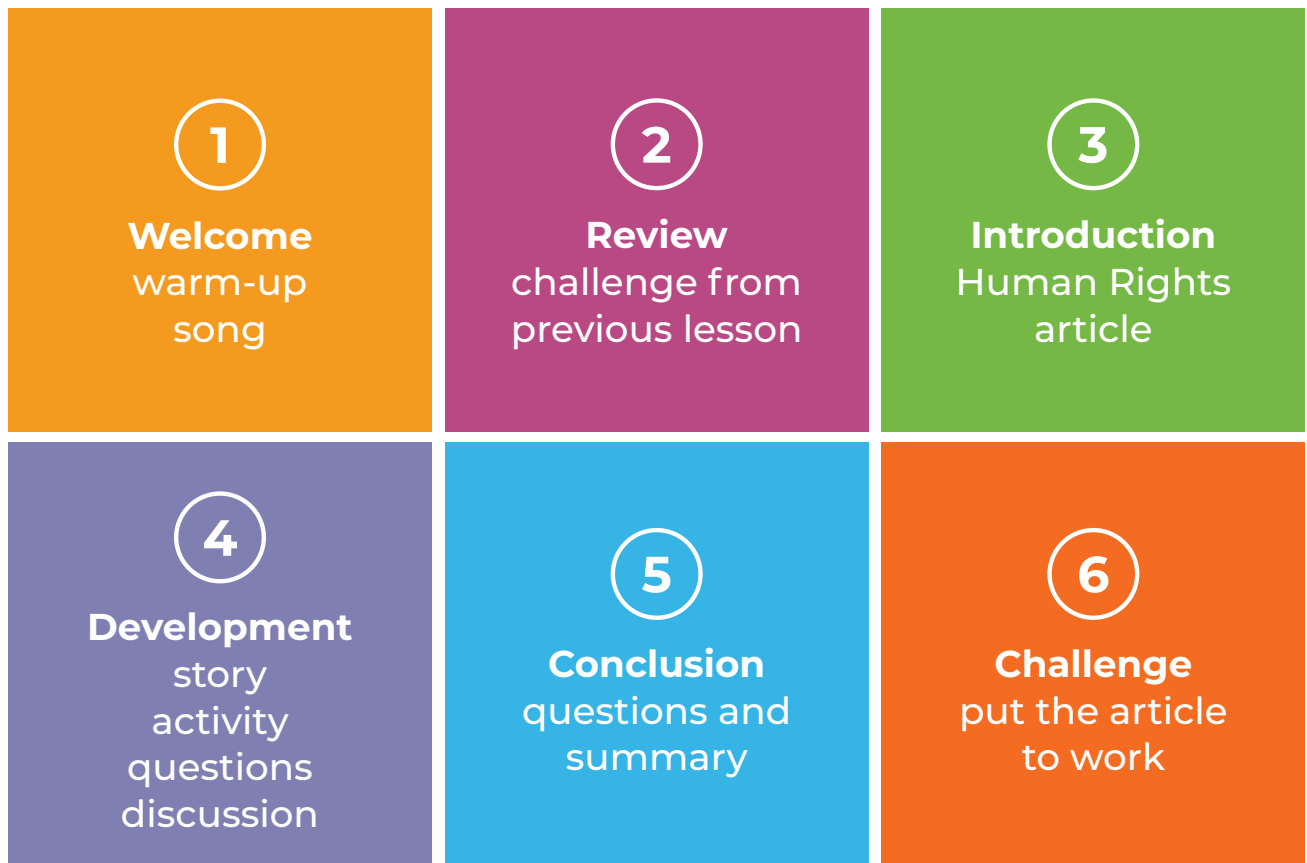 1
Welcome
warm-up
song
2
Review
challenge from
previous lesson
3
Introduction
Human Rights
article
4
Development
story
activity
questions
discussion
5
Conclusion
questions and
summary
6
Challenge
put the article
to work